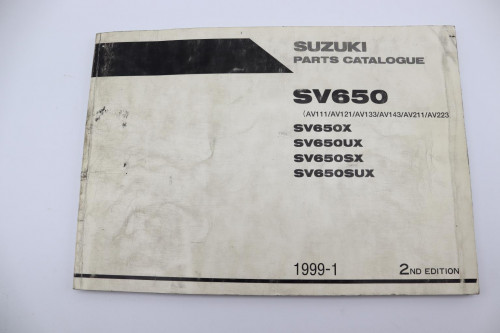 SUZUKI
PARTS CATALOGUE
SV650
(AV111/AV121/AV133/AV143/AV211/AV223
SV650X
SV650UX
SV650SX
SV650SUX
1999-1 2ND EDITION